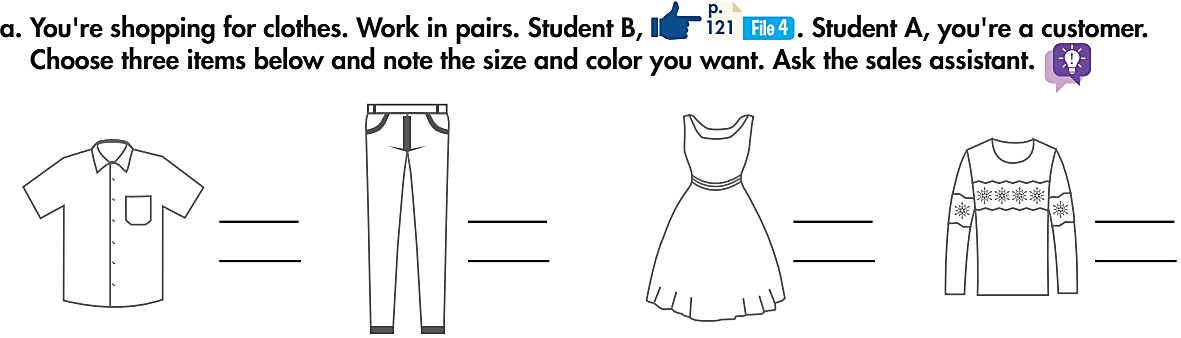 a. You're shopping for clothes. Work in pairs. Student B, p. 121 File 4. Student A, you're a customer.
Choose three items below and note the size and color you want. Ask the sales assistant.